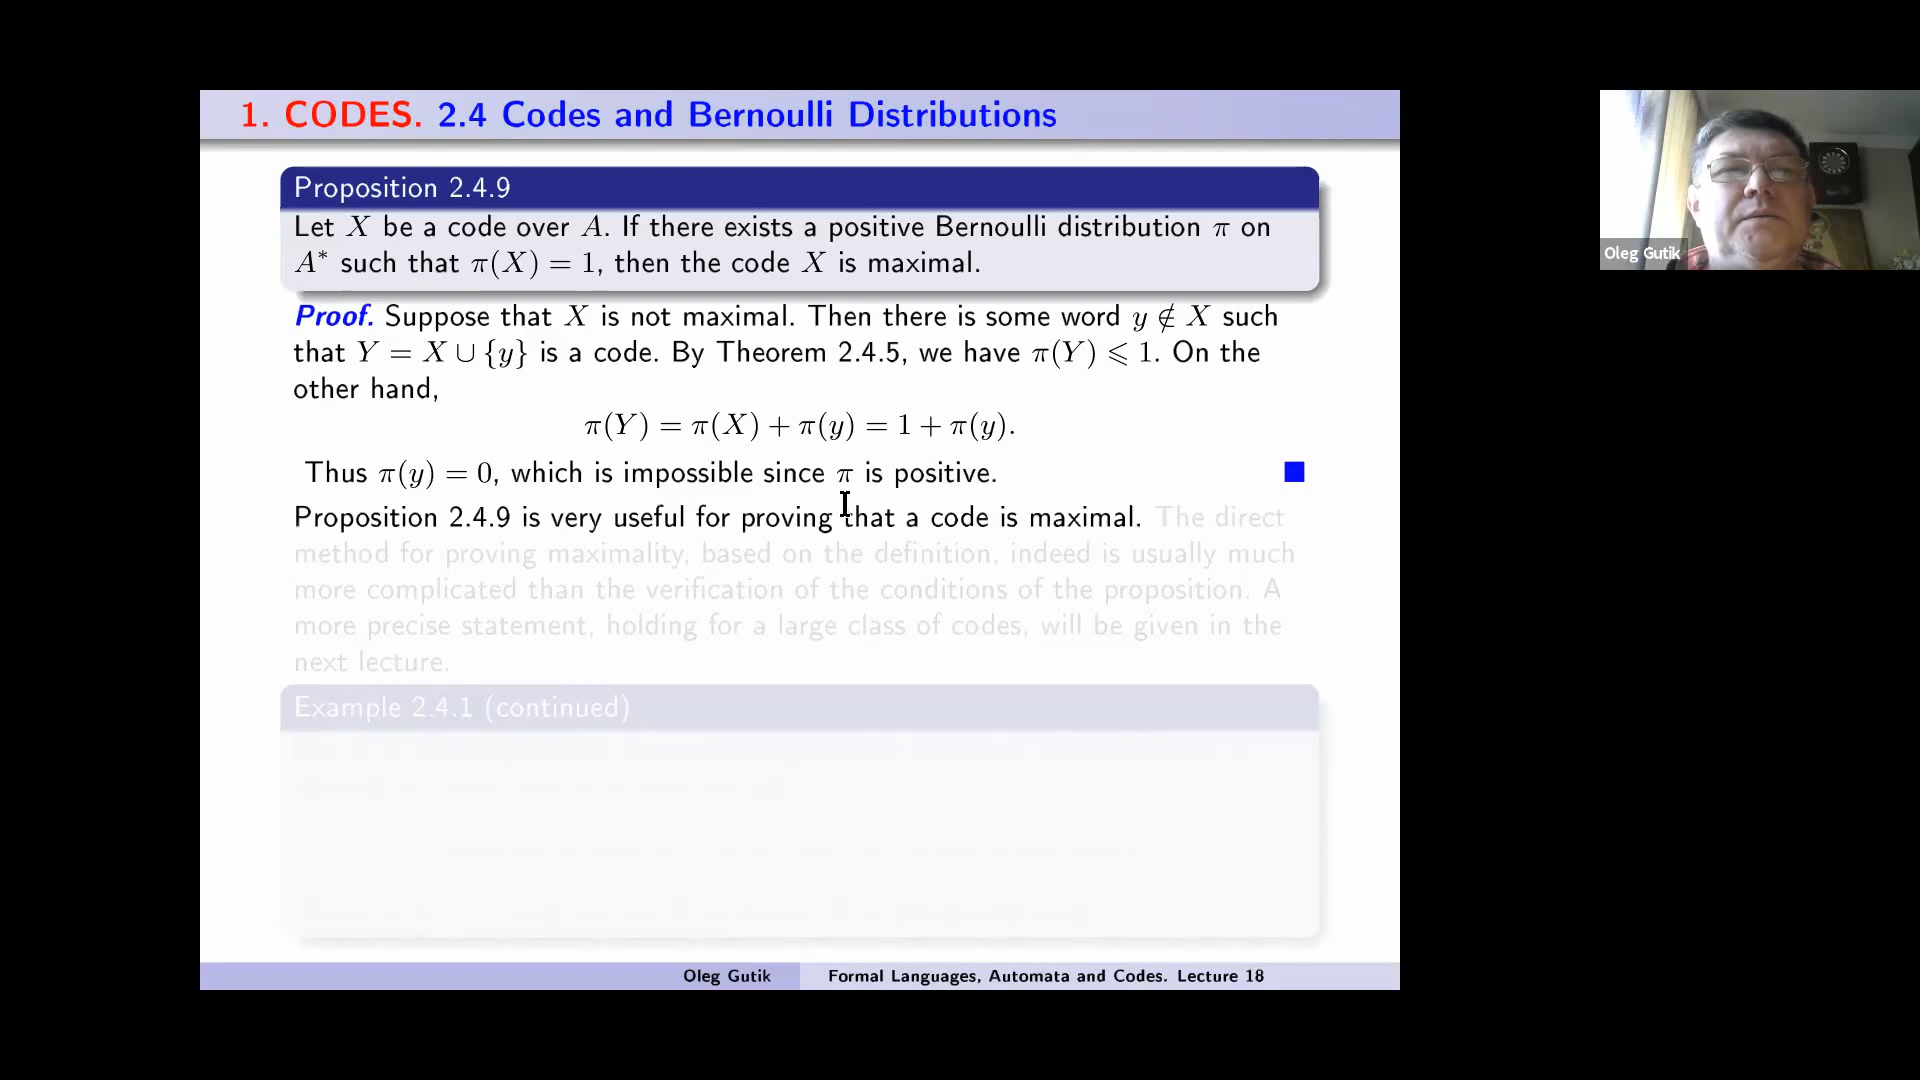 1. CODES. 2.4 Codes and Bernoulli Distributions
Proposition 2.4.9
Let X be a code over A. If there exists a positive Bernoulli distribution π on
A* such that π(X) = 1, then the code X is maximal.
Proof. Suppose that X is not maximal. Then there is some word y ∉ X such
that Y = X ∪ {y} is a code. By Theorem 2.4.5, we have π(Y) ⩽ 1. On the
other hand,
π(Y) = π(X) + π(y) = 1 + π(y).
Thus π(y) = 0, which is impossible since π is positive.
Proposition 2.4.9 is very useful for proving that a code is maximal. The direct
method for proving maximality, based on the definition, indeed is usually much
more complicated than the verification of the conditions of the proposition. A
more precise statement, holding for a large class of codes, will be given in the
next lecture.
Example 2.4.1 (continued)
Oleg Gutik
Formal Languages, Automata and Codes. Lecture 18
Oleg Gutik